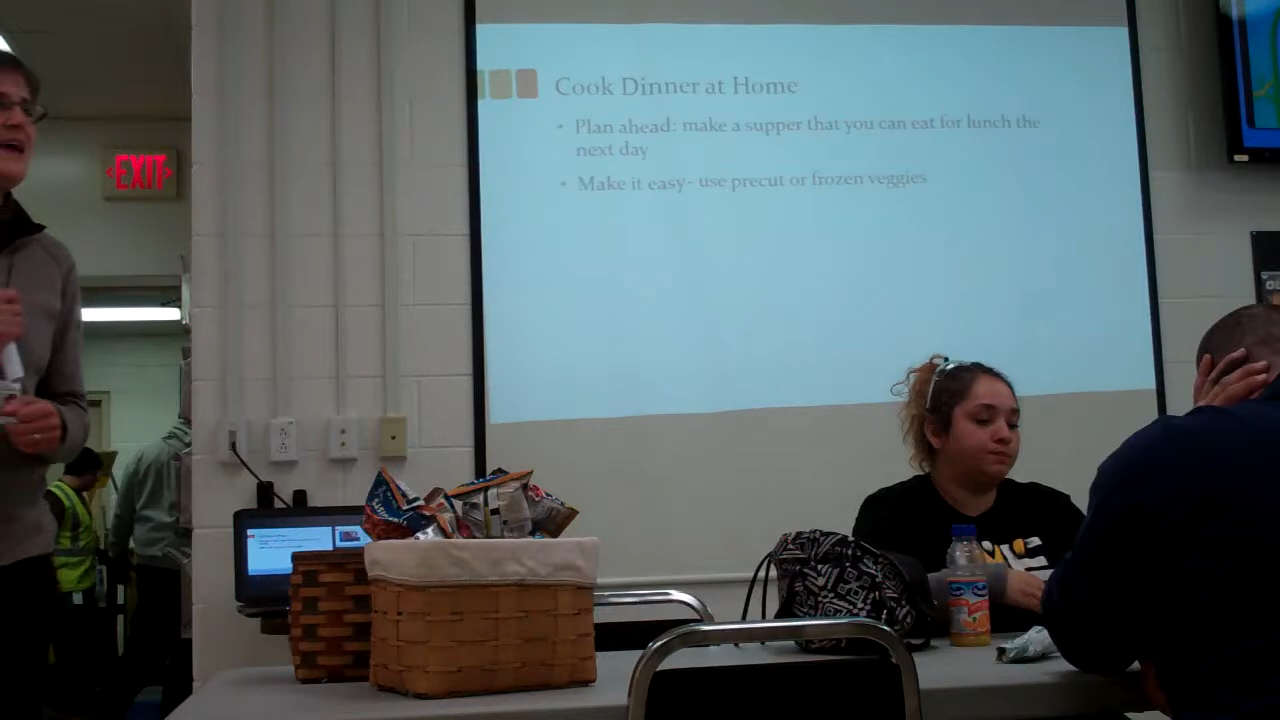 Cook Dinner at Home
• Plan ahead: make a supper that you can eat for lunch the
next day
• Make it easy- use precut or frozen veggies
EXIT